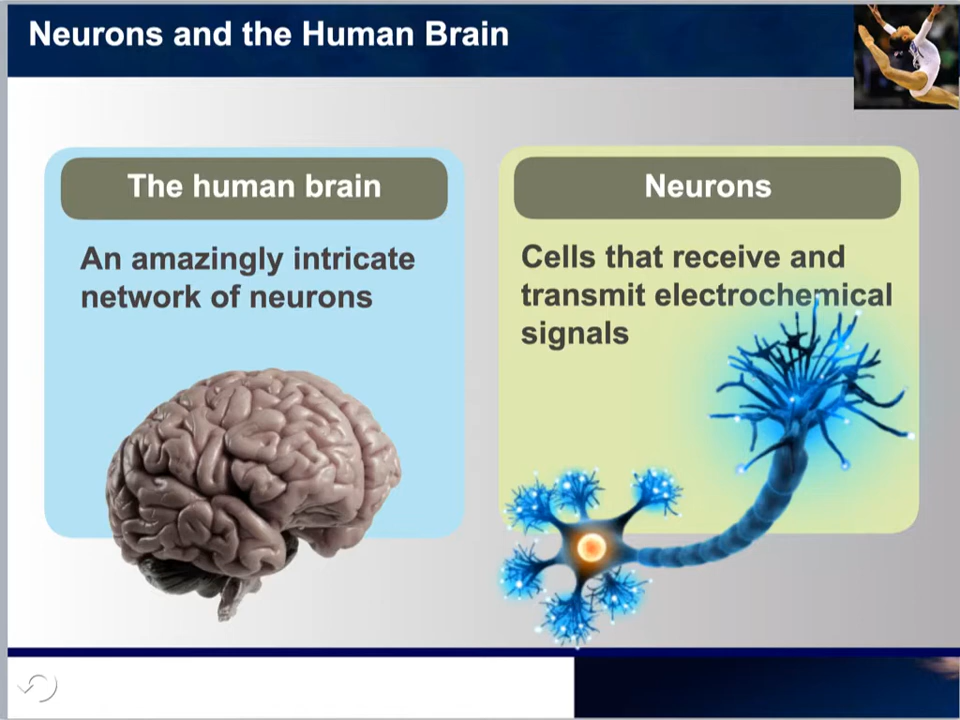 Neurons and the Human Brain
The human brain
An amazingly intricate
network of neurons
Neurons
Cells that receive and
transmit electrochemical
signals